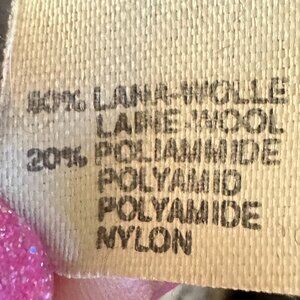 80% LANA-WOLLE
LAINE-WOOL
20% POLIAMMIDE
POLYAMID
POLYAMIDE
NYLON